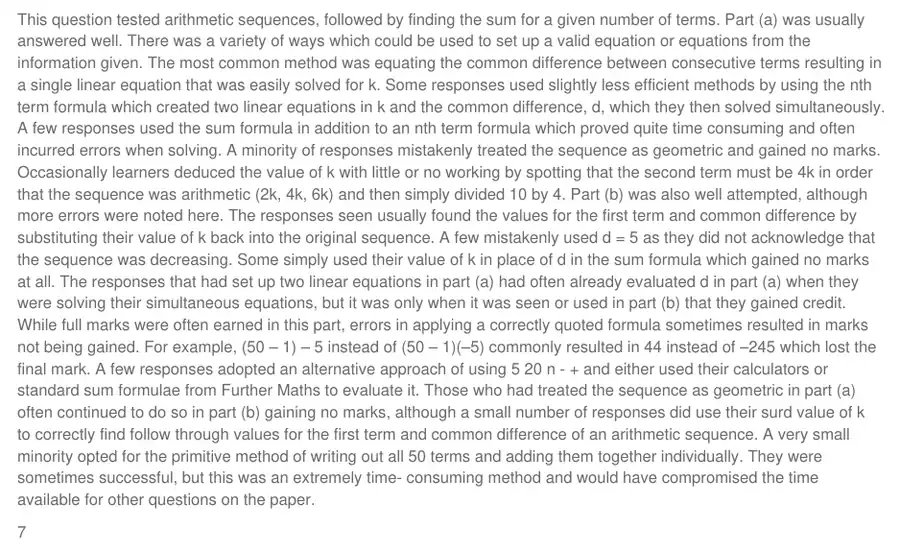 This question tested arithmetic sequences, followed by finding the sum for a given number of terms. Part (a) was usually
answered well. There was a variety of ways which could be used to set up a valid equation or equations from the
information given. The most common method was equating the common difference between consecutive terms resulting in
a single linear equation that was easily solved for k. Some responses used slightly less efficient methods by using the nth
term formula which created two linear equations in k and the common difference, d, which they then solved simultaneously.
A few responses used the sum formula in addition to an nth term formula which proved quite time consuming and often
incurred errors when solving. A minority of responses mistakenly treated the sequence as geometric and gained no marks.
Occasionally learners deduced the value of k with little or no working by spotting that the second term must be 4k in order
that the sequence was arithmetic (2k, 4k, 6k) and then simply divided 10 by 4. Part (b) was also well attempted, although
more errors were noted here. The responses seen usually found the values for the first term and common difference by
substituting their value of k back into the original sequence. A few mistakenly used d = 5 as they did not acknowledge that
the sequence was decreasing. Some simply used their value of k in place of d in the sum formula which gained no marks
at all. The responses that had set up two linear equations in part (a) had often already evaluated d in part (a) when they
were solving their simultaneous equations, but it was only when it was seen or used in part (b) that they gained credit.
While full marks were often earned in this part, errors in applying a correctly quoted formula sometimes resulted in marks
not being gained. For example, (50 – 1) – 5 instead of (50 – 1)(–5) commonly resulted in 44 instead of –245 which lost the
final mark. A few responses adopted an alternative approach of using 5 20 n - + and either used their calculators or
standard sum formulae from Further Maths to evaluate it. Those who had treated the sequence as geometric in part (a)
often continued to do so in part (b) gaining no marks, although a small number of responses did use their surd value of k
to correctly find follow through values for the first term and common difference of an arithmetic sequence. A very small
minority opted for the primitive method of writing out all 50 terms and adding them together individually. They were
sometimes successful, but this was an extremely time- consuming method and would have compromised the time
available for other questions on the paper.
7